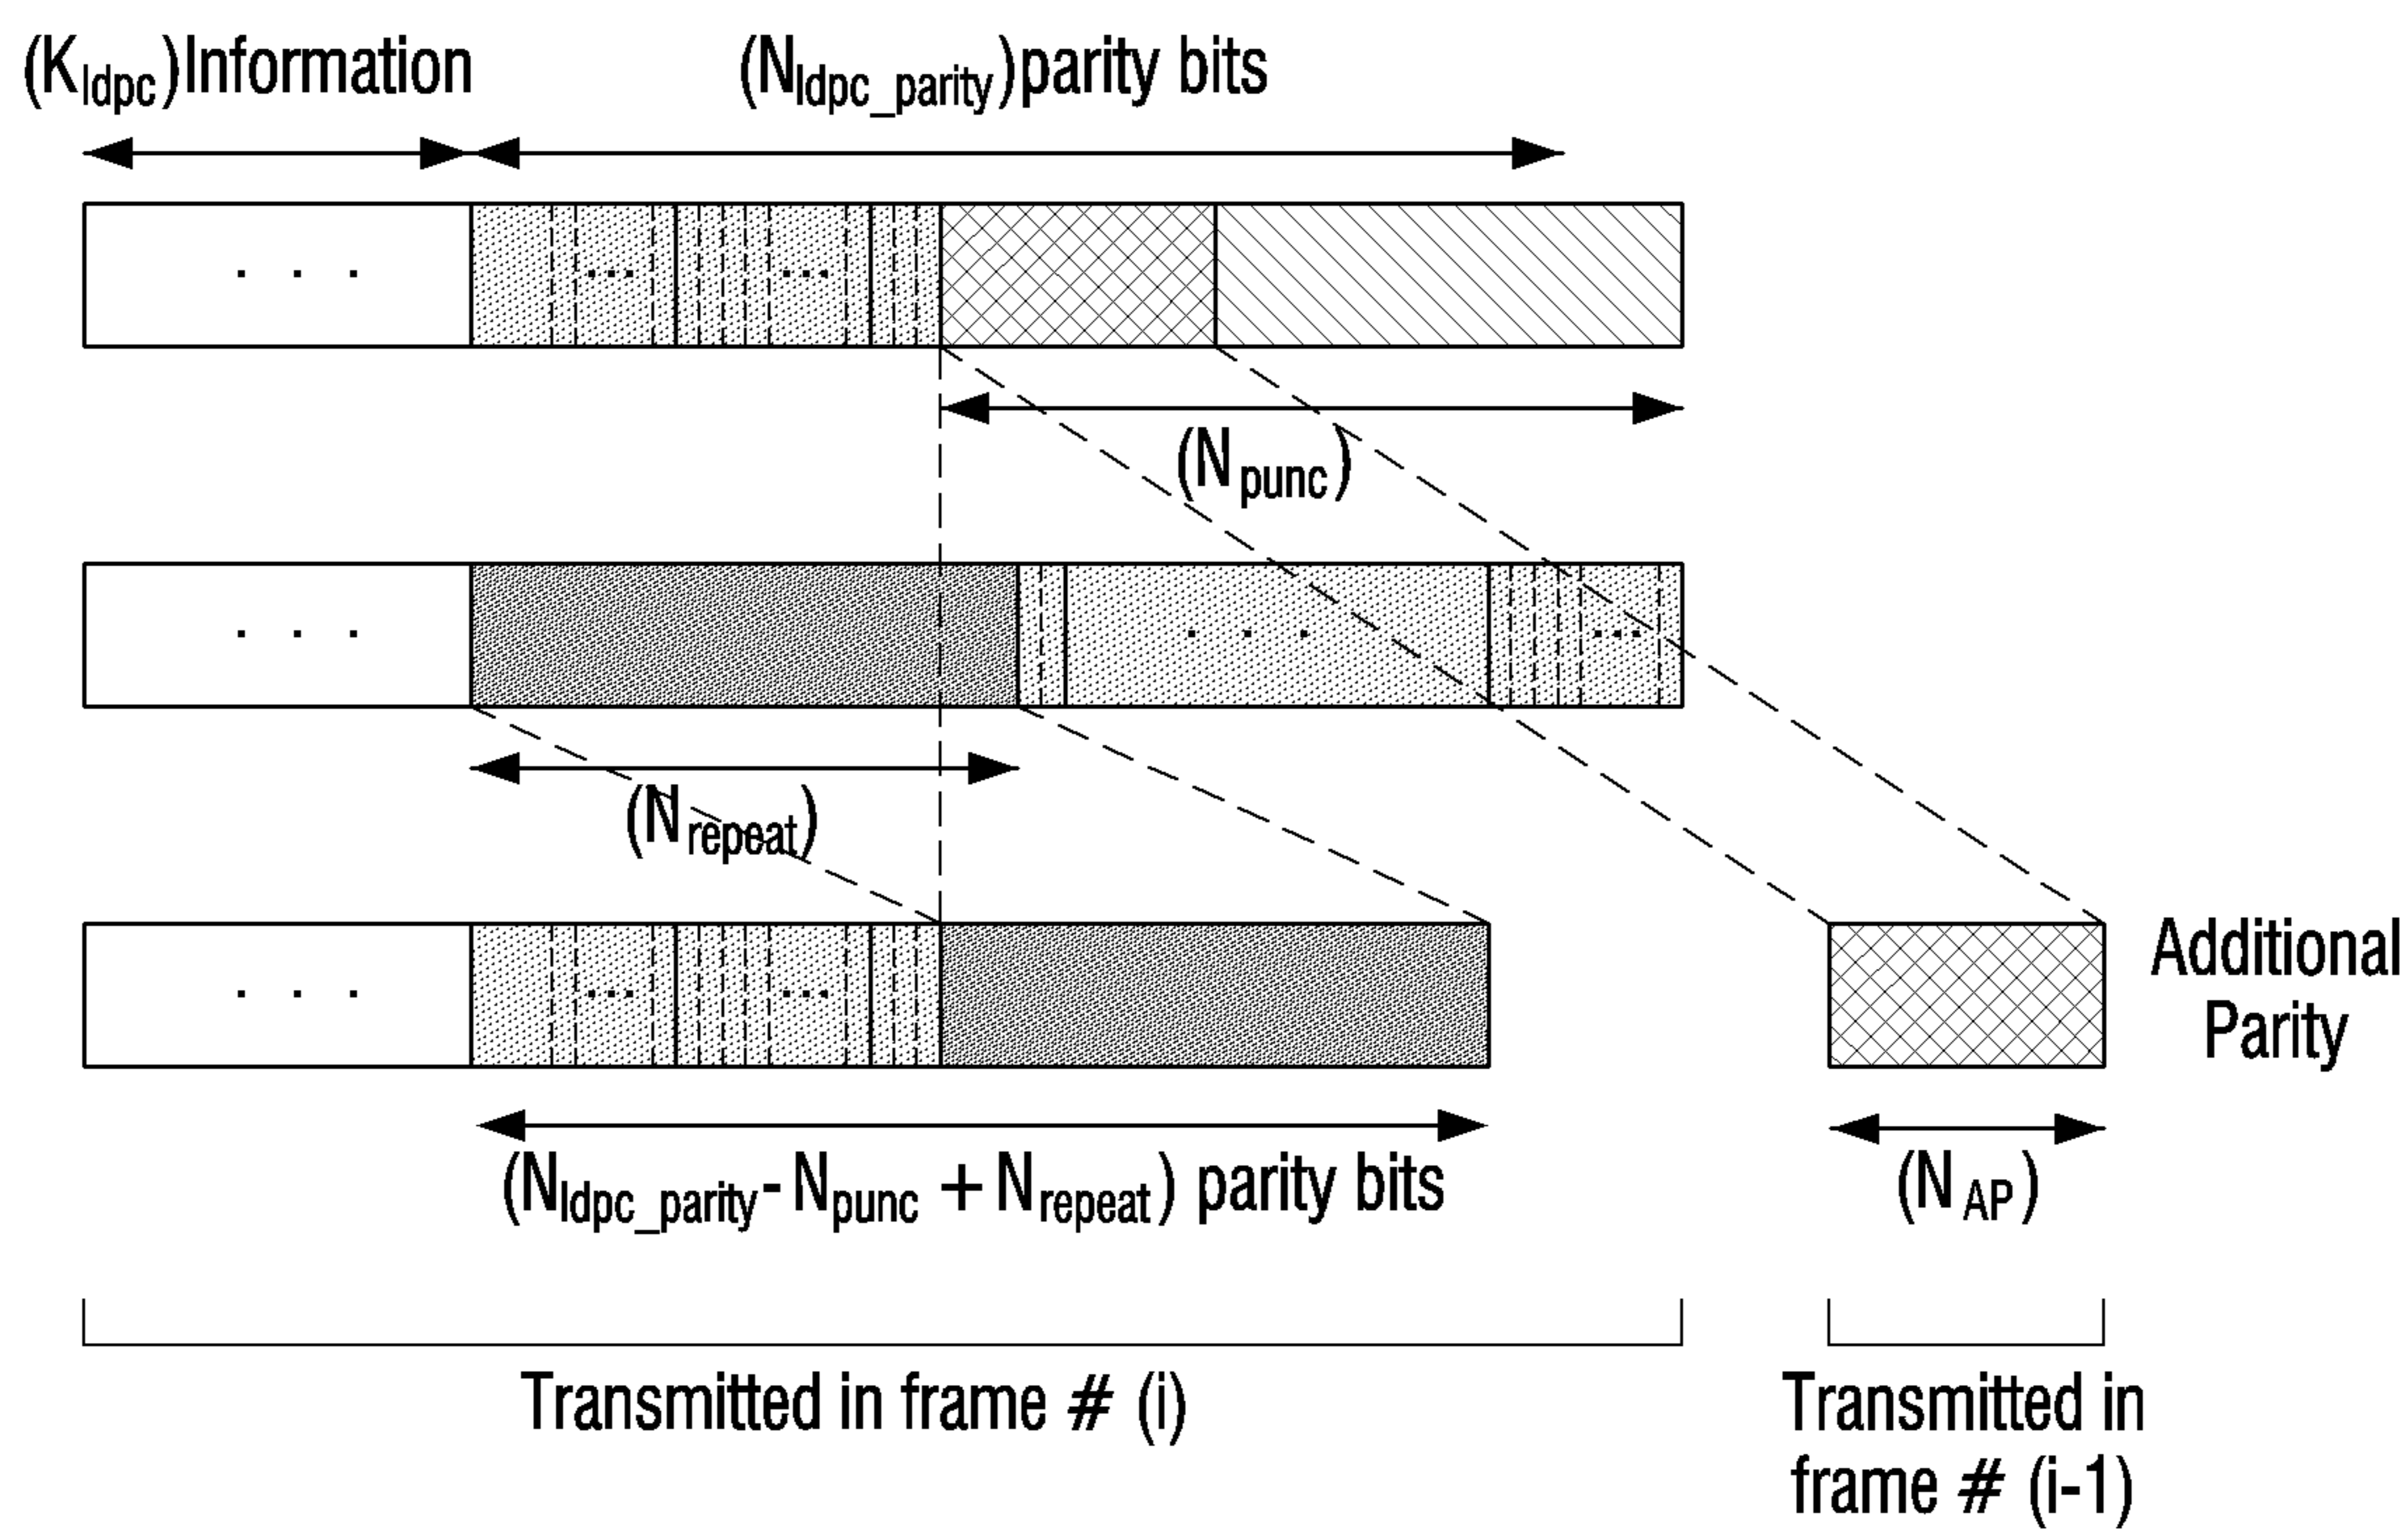 (Kldpc)Information
(Nldpc_parity)parity bits
(Npunc)
(Nrepeat)
Additional
Parity
(Nldpc_parity- Npunc + Nrepeat) parity bits
(NAP)
Transmitted in frame # (i)
Transmitted in
frame # (i-1)